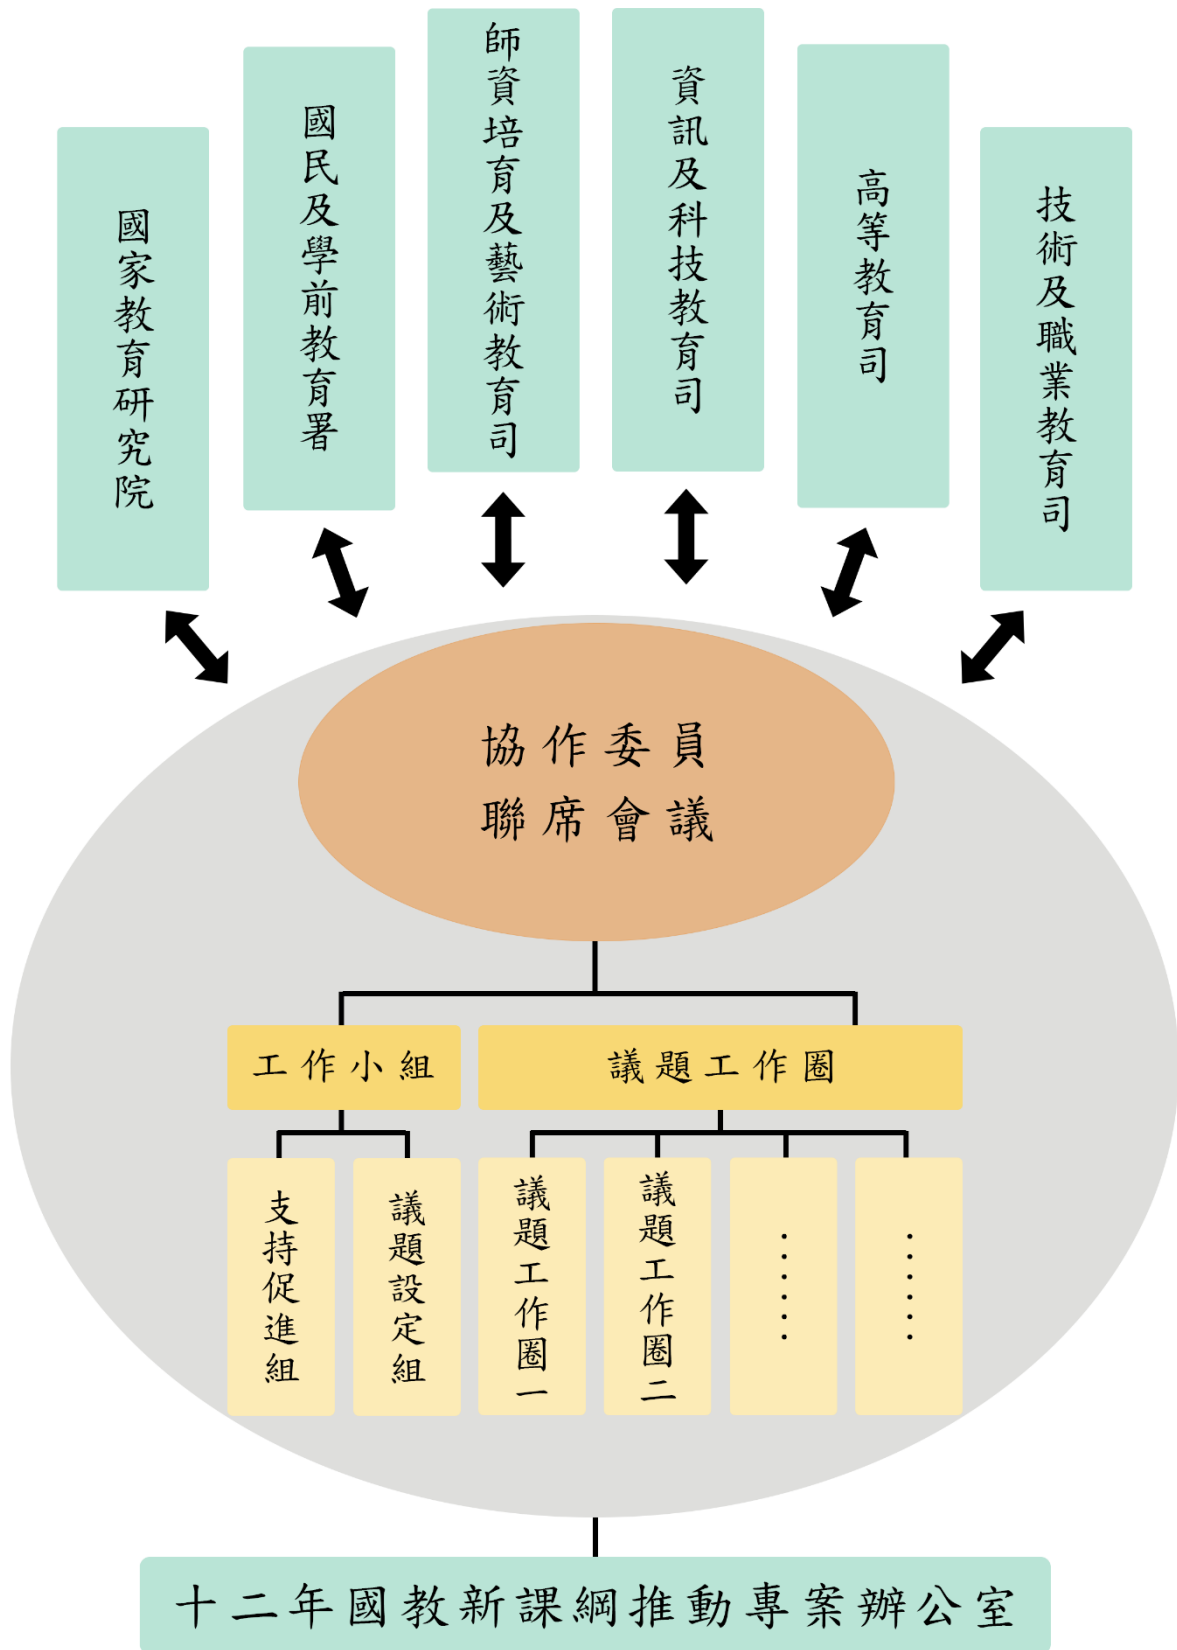 國家教育研究院
國民及學前教育署
師資培育及藝術教育司
資訊及科技教育司
高等教育司
技術及職業教育司
協作委員
聯席會議
工作小組
議題工作圈
支持促進組
議題設定組
議題工作圈一
議題工作圈二
……
……
十二年國教新課綱推動專案辦公室